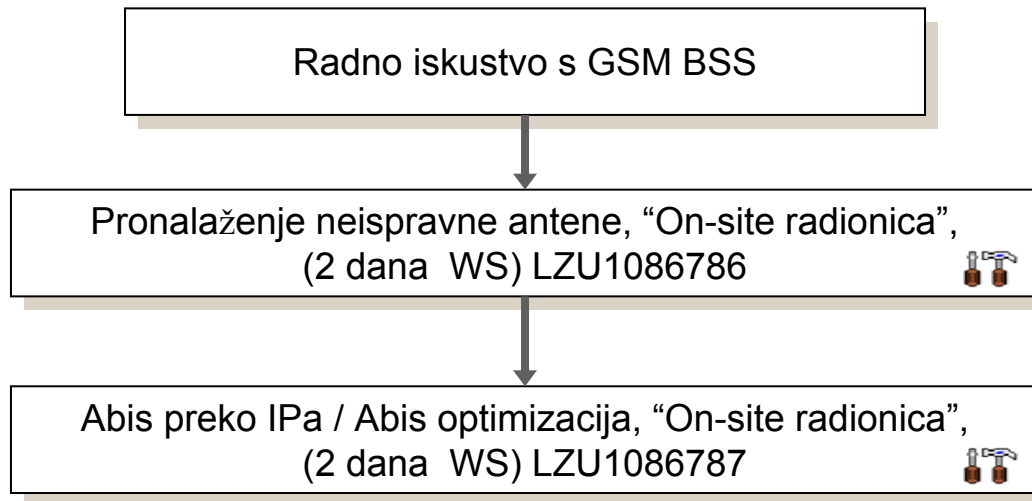 Radno iskustvo s GSM BSS
Pronalaženje neispravne antene, “On-site radionica”,
(2 dana  WS) LZU1086786
Abis preko IPa / Abis optimizacija, “On-site radionica”,
(2 dana  WS) LZU1086787